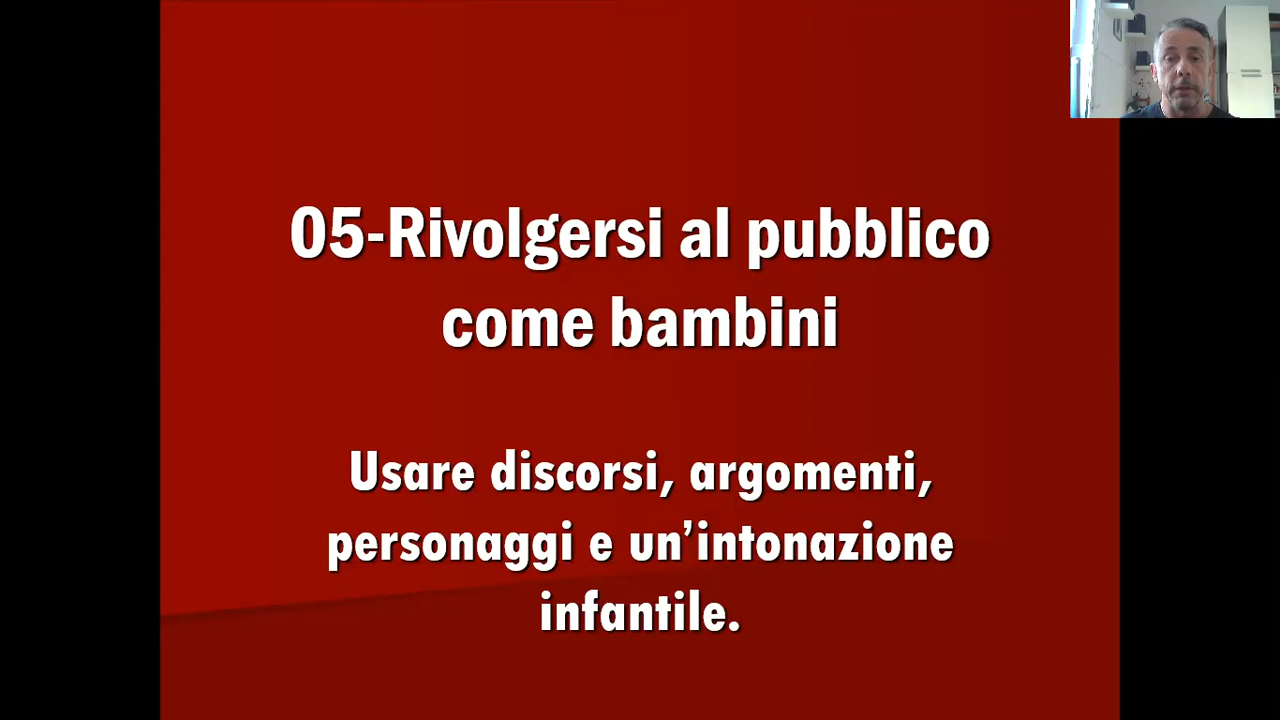 05-Rivolgersi al pubblico
come bambini
Usare discorsi, argomenti,
personaggi e un’intonazione
infantile.